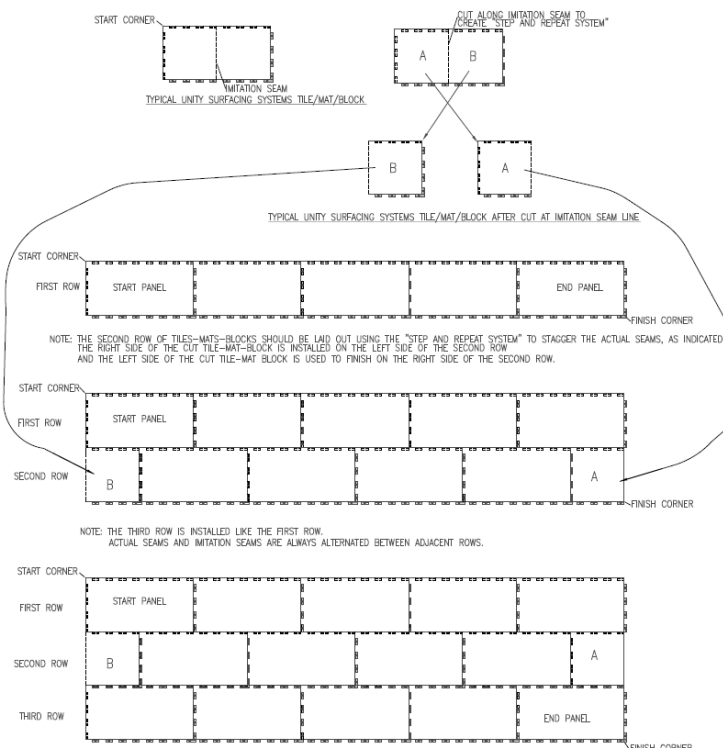 START CORNER
IMITATION SEAM
TYPICAL UNITY SURFACING SYSTEMS TILE/MAT/BLOCK
CUT ALONG IMITATION SEAM TO
CREATE "STEP AND REPEAT SYSTEM"
A
B
B
A
TYPICAL UNITY SURFACING SYSTEMS TILE/MAT/BLOCK AFTER CUT AT IMITATION SEAM LINE
START CORNER
FIRST ROW
START PANEL
END PANEL
FINISH CORNER
NOTE: THE SECOND ROW OF TILES-MATS-BLOCKS SHOULD BE LAID OUT USING THE "STEP AND REPEAT SYSTEM" TO STAGGER THE ACTUAL SEAMS, AS INDICATED
THE RIGHT SIDE OF THE CUT TILE-MAT-BLOCK IS INSTALLED ON THE LEFT SIDE OF THE SECOND ROW
AND THE LEFT SIDE OF THE CUT TILE-MAT BLOCK IS USED TO FINISH ON THE RIGHT SIDE OF THE SECOND ROW.
START CORNER
FIRST ROW
START PANEL
SECOND ROW
B
A
FINISH CORNER
NOTE: THE THIRD ROW IS INSTALLED LIKE THE FIRST ROW.
ACTUAL SEAMS AND IMITATION SEAMS ARE ALWAYS ALTERNATED BETWEEN ADJACENT ROWS.
START CORNER
FIRST ROW
START PANEL
SECOND ROW
B
A
THIRD ROW
END PANEL
FINISH CORNER